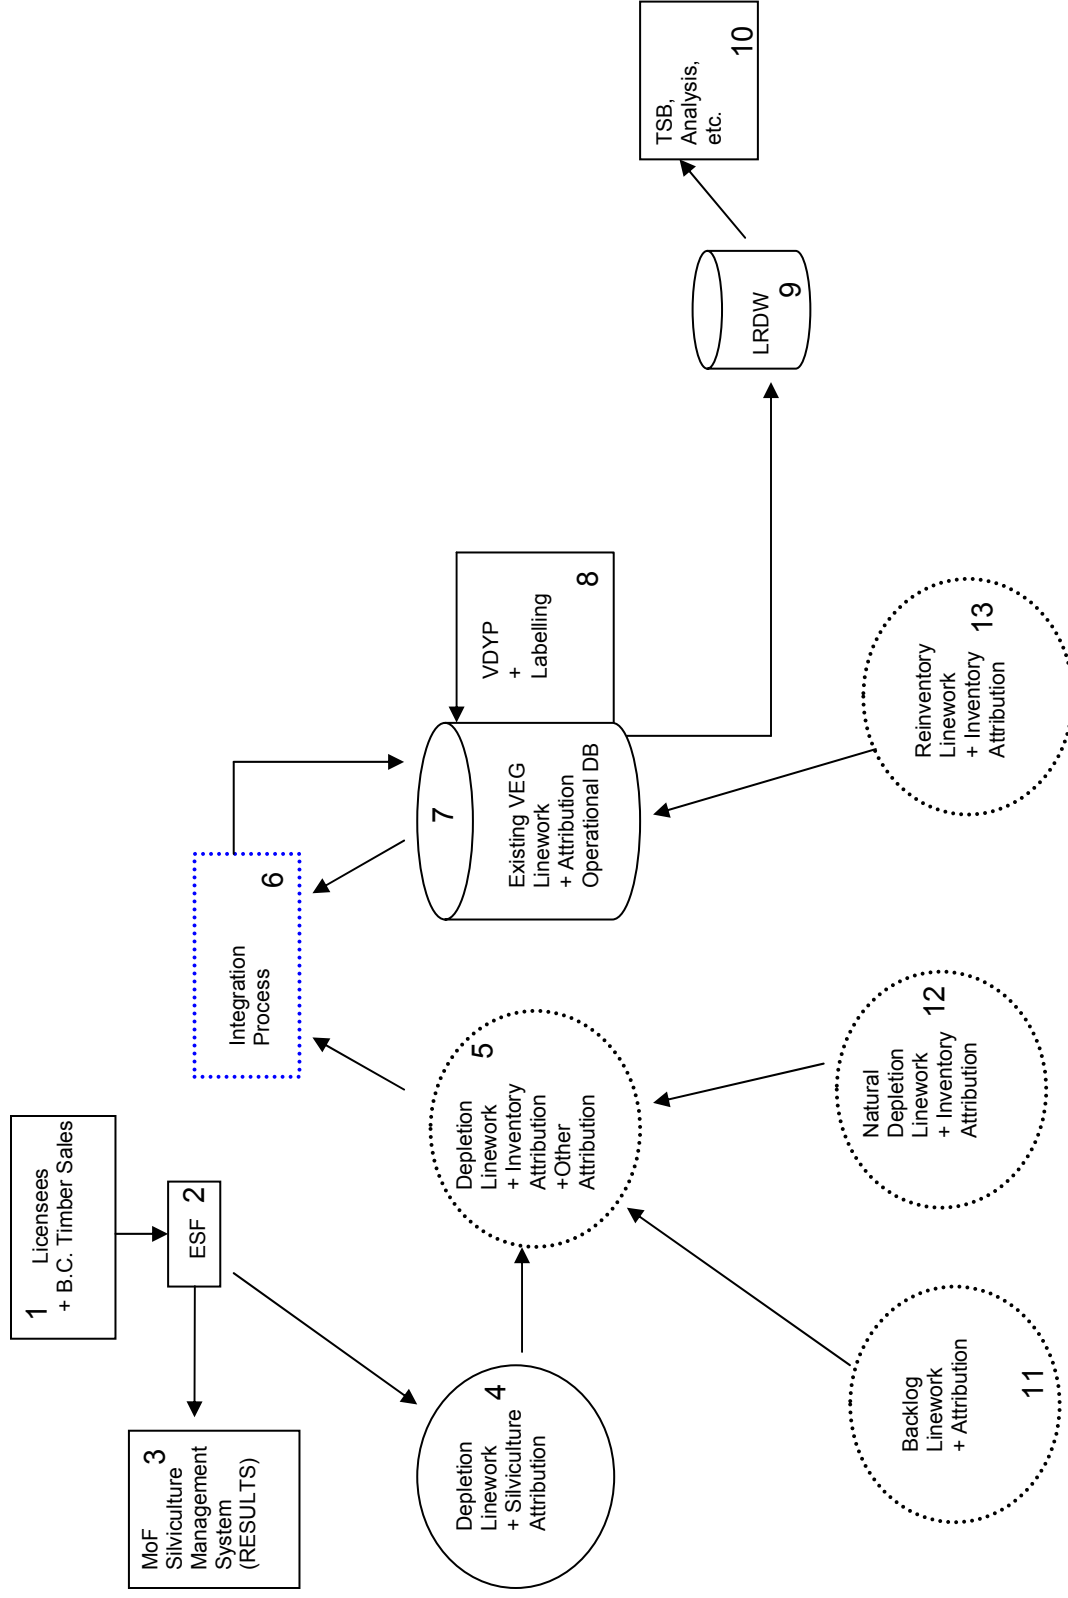 1
Licensees
+ B.C. Timber Sales
ESF 2
MoF 3
Silviculture
Management
System
(RESULTS)
Depletion
Linework 4
+ Silviculture
Attribution
Depletion 5
Linework
+ Inventory
Attribution
+Other
Attribution
Integration
Process
6
7
Existing VEG
Linework
+ Attribution
Operational DB
VDYP
+
Labelling
8
LRDW
9
TSB,
Analysis,
etc.
10
Backlog
Linework
+ Attribution
11
Natural
Depletion
Linework 12
+ Inventory
Attribution
Reinventory
Linework
+ Inventory 13
Attribution